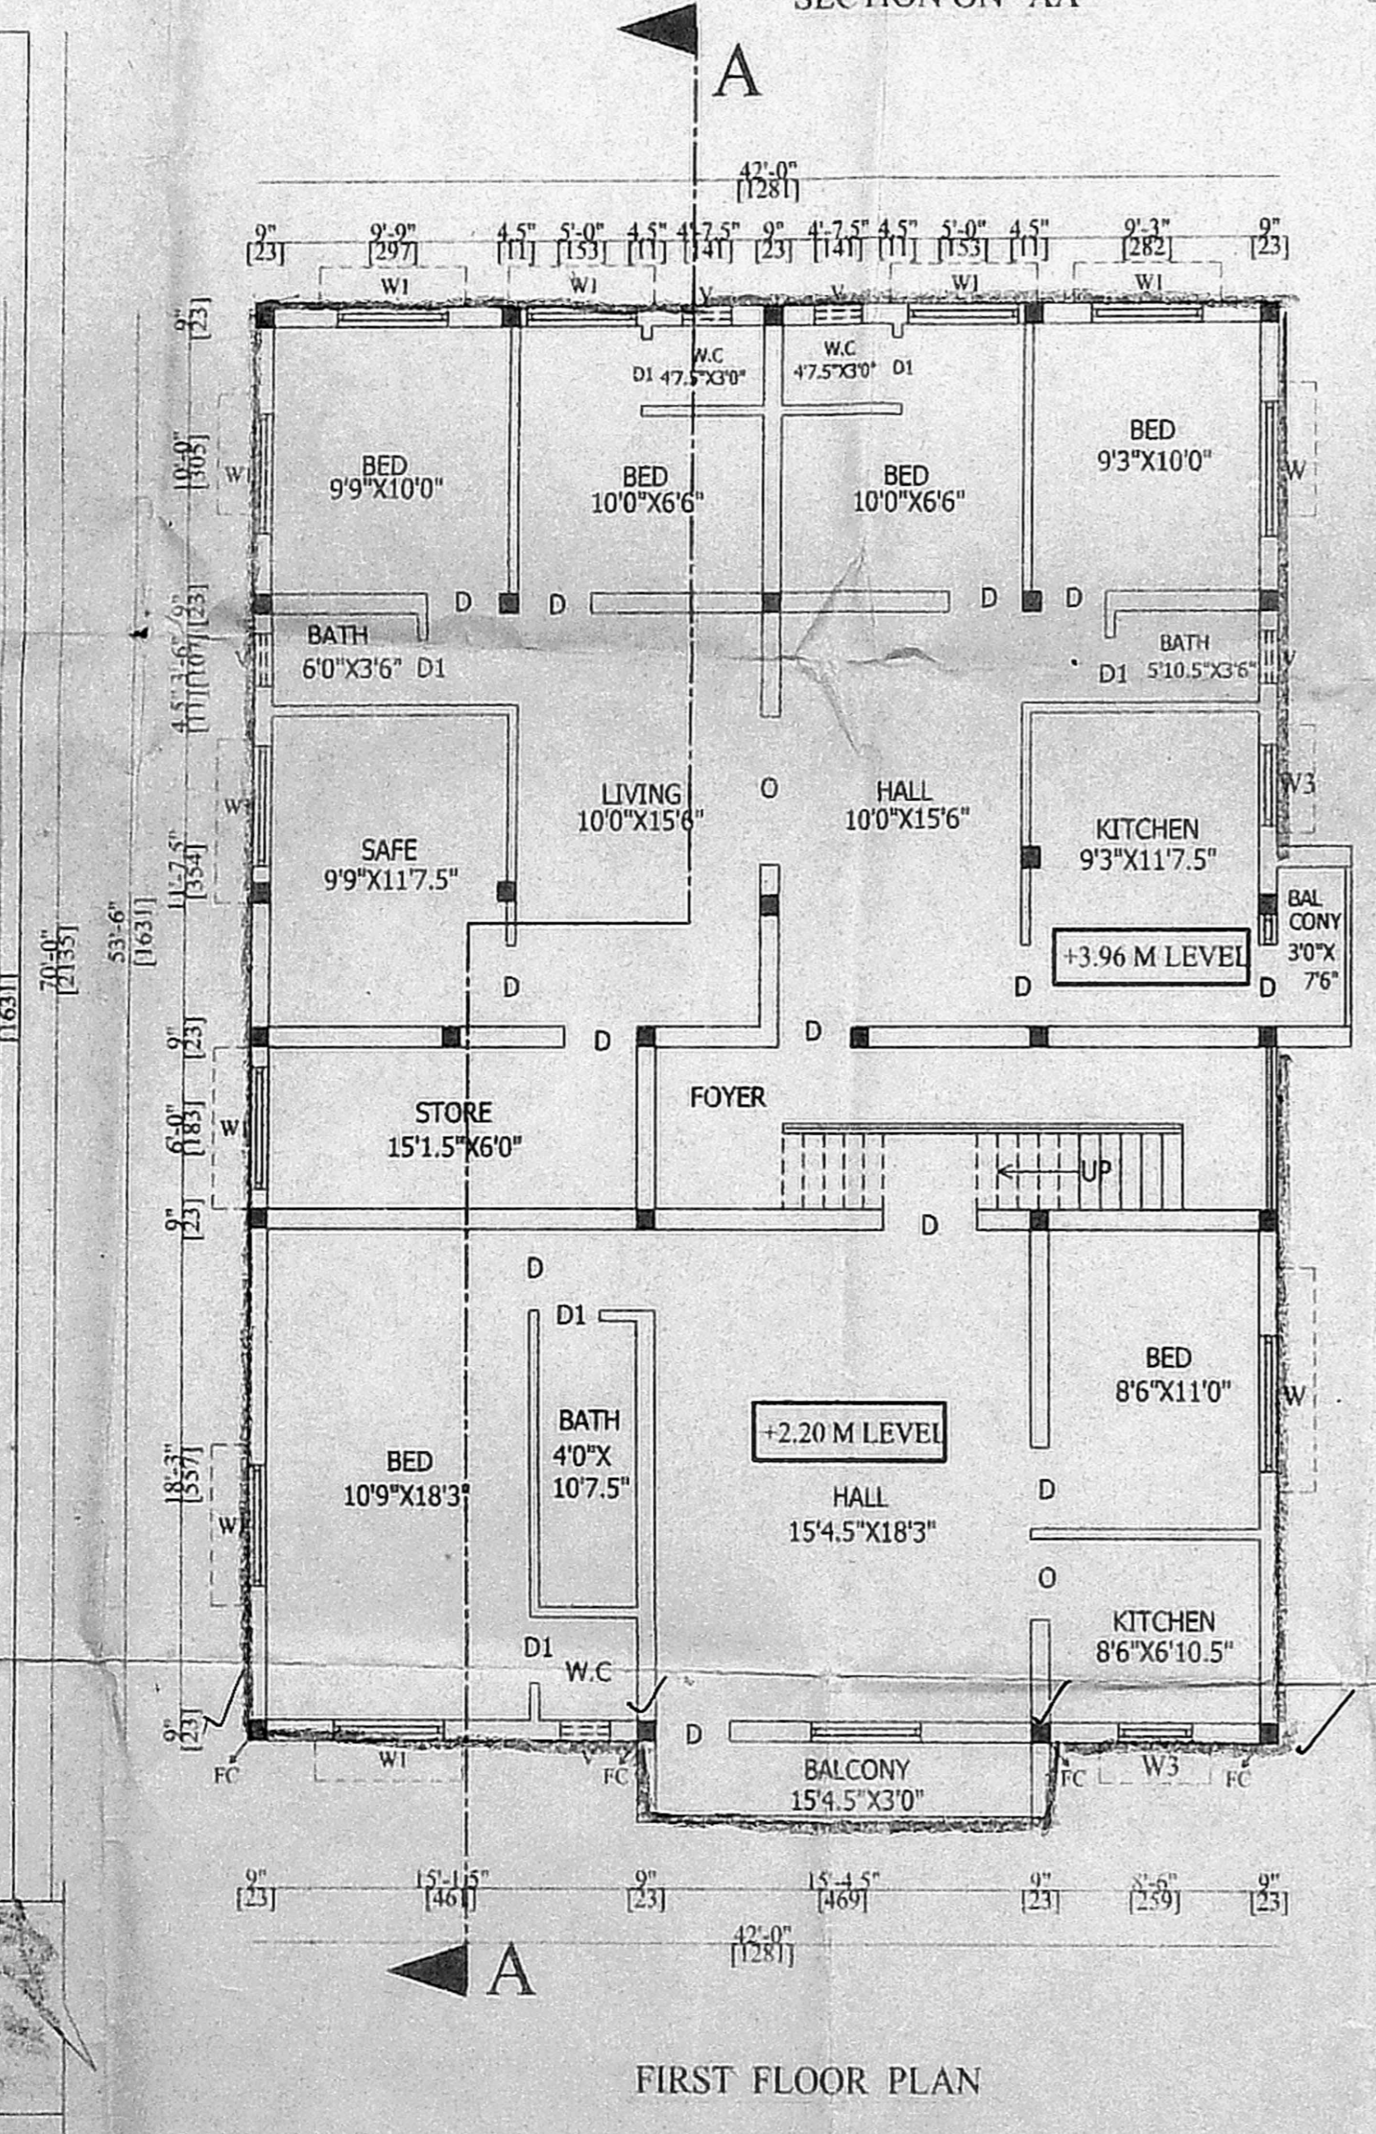 SECTION ON AA
A
42'-0"
[1281]
9" 9'-9" 4.5" 5'-0" 4.5" 4'-7.5" 9" 4'-7.5" 4.5" 5'-0" 4.5" 9'-3" 9"
[23] [297] [11] [153] [11] [141] [23] [141] [11] [153] [11] [282] [23]
W1 W1 V V W1 W1
9"
[23]
W.C
4'7.5"X3'0"
D1
W.C
4'7.5"X3'0"
D1
10'-0"
[305]
W
BED
9'9"X10'0"
BED
10'0"X6'6"
BED
10'0"X6'6"
BED
9'3"X10'0"
W
9"
[23]
D D D D
3'-6"
[107]
V
BATH
6'0"X3'6" D1
D1
BATH
5'10.5"X3'6"
V
4.5"
[11]
W
SAFE
9'9"X11'7.5"
LIVING
10'0"X15'6"
O
HALL
10'0"X15'6"
KITCHEN
9'3"X11'7.5"
W3
11'-7.5"
[354]
BAL
CONY
3'0"X
7'6"
+3.96 M LEVEL
53'-6"
[1631]
70'-0"
[2135]
[1631]
D D D
9"
[23]
D D
6'-0"
[183]
STORE
15'1.5"X6'0"
FOYER
UP
9"
[23]
D
D
D1
BED
8'6"X11'0"
W
BATH
4'0"X
10'7.5"
+2.20 M LEVEL
18'-3"
[557]
BED
10'9"X18'3"
HALL
15'4.5"X18'3"
D
O
D1
W.C
KITCHEN
8'6"X6'10.5"
9"
[23]
D
FC W1 V FC
BALCONY
15'4.5"X3'0"
FC W3 FC
9" 15'-1.5" 9" 15'-4.5" 9" 8'-6" 9"
[23] [461] [23] [469] [23] [259] [23]
42'-0"
[1281]
A
FIRST FLOOR PLAN